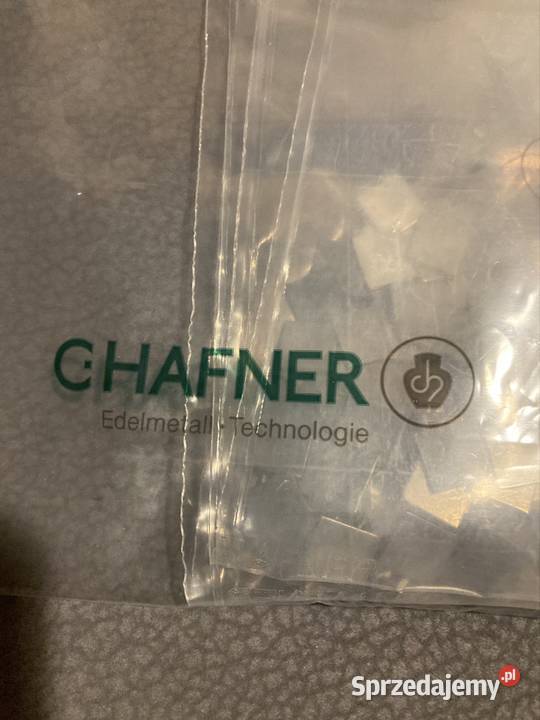 C·HAFNER
Edelmetall · Technologie
Sprzedajemy.pl